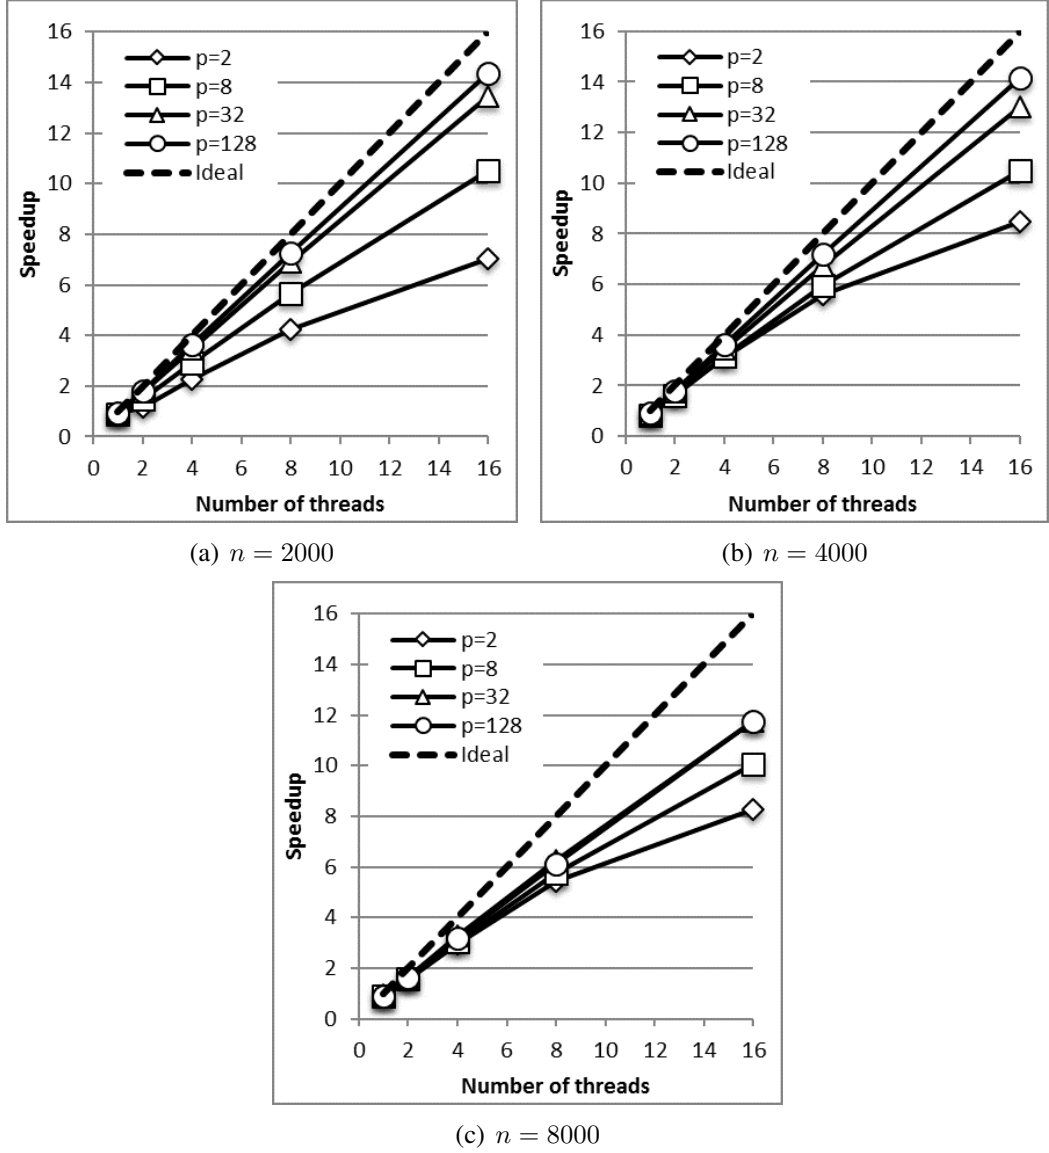 16
14
12
10
8
6
4
2
0
Speedup
p=2
p=8
p=32
p=128
Ideal
0 2 4 6 8 10 12 14 16
Number of threads
(a) n = 2000
16
14
12
10
8
6
4
2
0
Speedup
p=2
p=8
p=32
p=128
Ideal
0 2 4 6 8 10 12 14 16
Number of threads
(b) n = 4000
16
14
12
10
8
6
4
2
0
Speedup
p=2
p=8
p=32
p=128
Ideal
0 2 4 6 8 10 12 14 16
Number of threads
(c) n = 8000